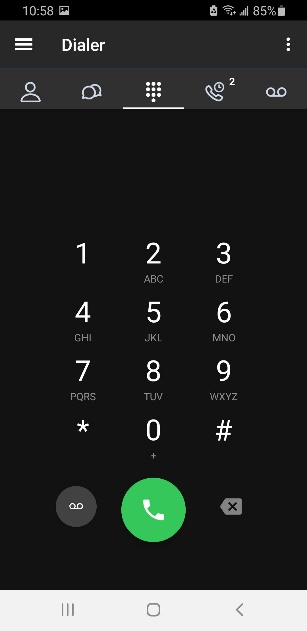 10:58 85%
Dialer
2
1 2 3
ABC DEF
4 5 6
GHI JKL MNO
7 8 9
PQRS TUV WXYZ
* 0 #
+